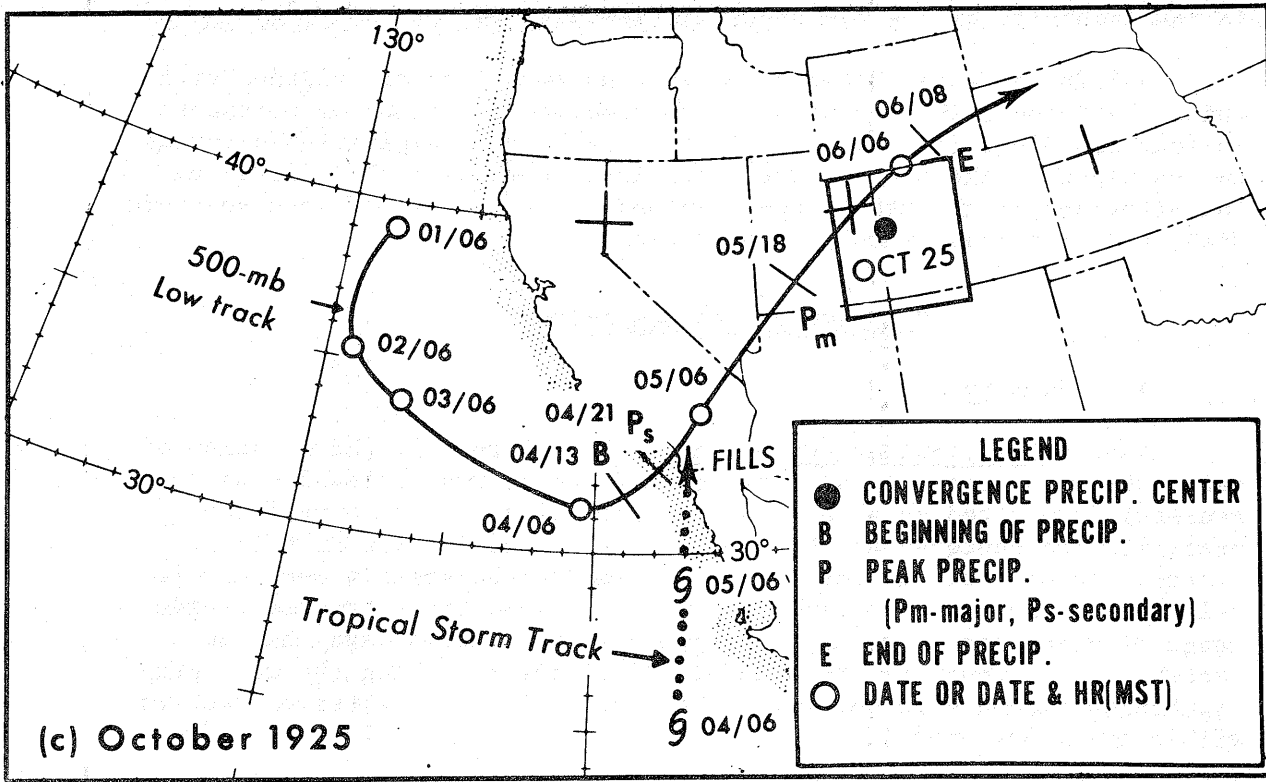 130°
06/08
06/06
E
40°
01/06
05/18
OCT 25
500-mb
Low track
Pm
02/06
05/06
03/06
04/21
Ps
04/13 B
FILLS
30°
04/06
30°
05/06
Tropical Storm Track
04/06
(c) October 1925
LEGEND
CONVERGENCE PRECIP. CENTER
B BEGINNING OF PRECIP.
P PEAK PRECIP.
(Pm-major, Ps-secondary)
E END OF PRECIP.
DATE OR DATE & HR(MST)